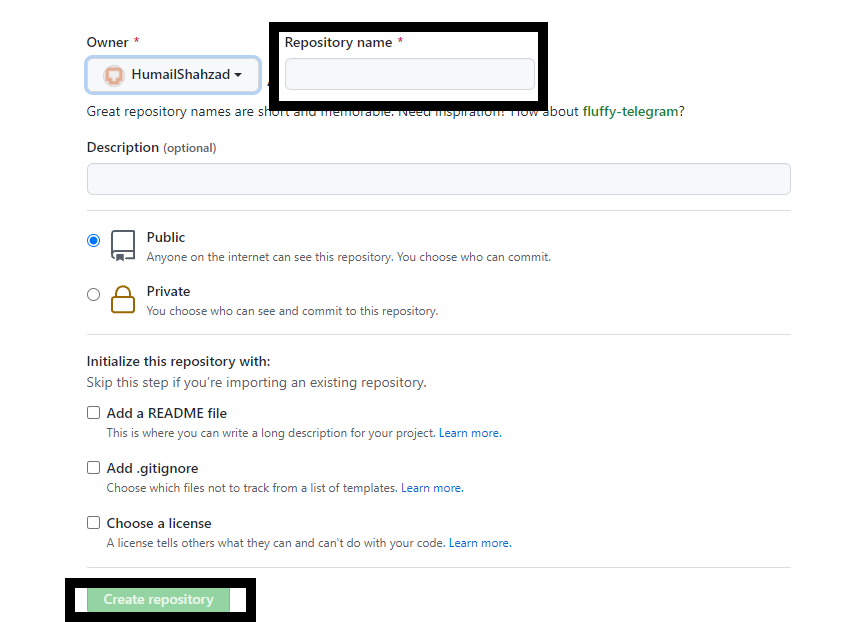 Owner *
Repository name *
HumailShahzad
Great repository names are short and memorable. Need inspiration? How about fluffy-telegram?
Description (optional)
Public
Anyone on the internet can see this repository. You choose who can commit.
Private
You choose who can see and commit to this repository.
Initialize this repository with:
Skip this step if you're importing an existing repository.
Add a README file
This is where you can write a long description for your project. Learn more.
Add .gitignore
Choose which files not to track from a list of templates. Learn more.
Choose a license
A license tells others what they can and can't do with your code. Learn more.
Create repository